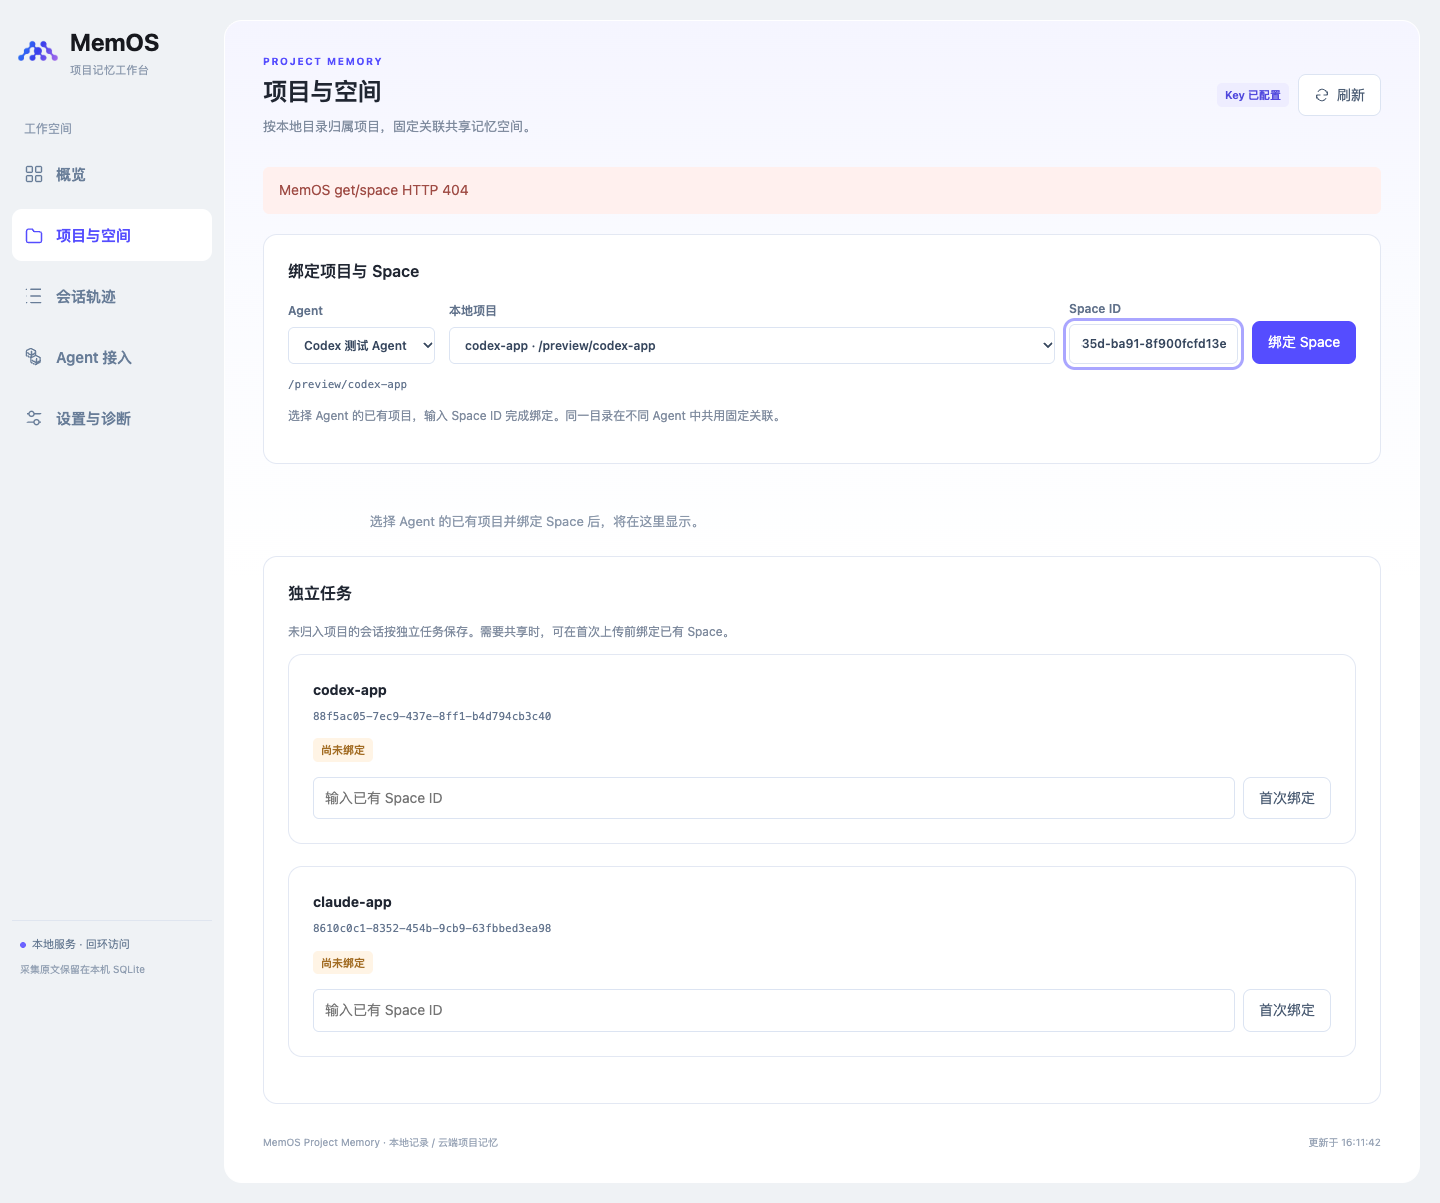 MemOS
项目记忆工作台
工作空间
概览
项目与空间
会话轨迹
Agent 接入
设置与诊断
本地服务 · 回环访问
采集原文保留在本机 SQLite
PROJECT MEMORY
项目与空间
按本地目录归属项目，固定关联共享记忆空间。
Key 已配置
刷新
MemOS get/space HTTP 404
绑定项目与 Space
Agent
本地项目
Space ID
Codex 测试 Agent
codex-app · /preview/codex-app
35d-ba91-8f900fcfd13e
绑定 Space
/preview/codex-app
选择 Agent 的已有项目，输入 Space ID 完成绑定。同一目录在不同 Agent 中共用固定关联。
选择 Agent 的已有项目并绑定 Space 后，将在这里显示。
独立任务
未归入项目的会话按独立任务保存。需要共享时，可在首次上传前绑定已有 Space。
codex-app
88f5ac05-7ec9-437e-8ff1-b4d794cb3c40
尚未绑定
输入已有 Space ID
首次绑定
claude-app
8610c0c1-8352-454b-9cb9-63fbbed3ea98
尚未绑定
输入已有 Space ID
首次绑定
MemOS Project Memory · 本地记录 / 云端项目记忆
更新于 16:11:42